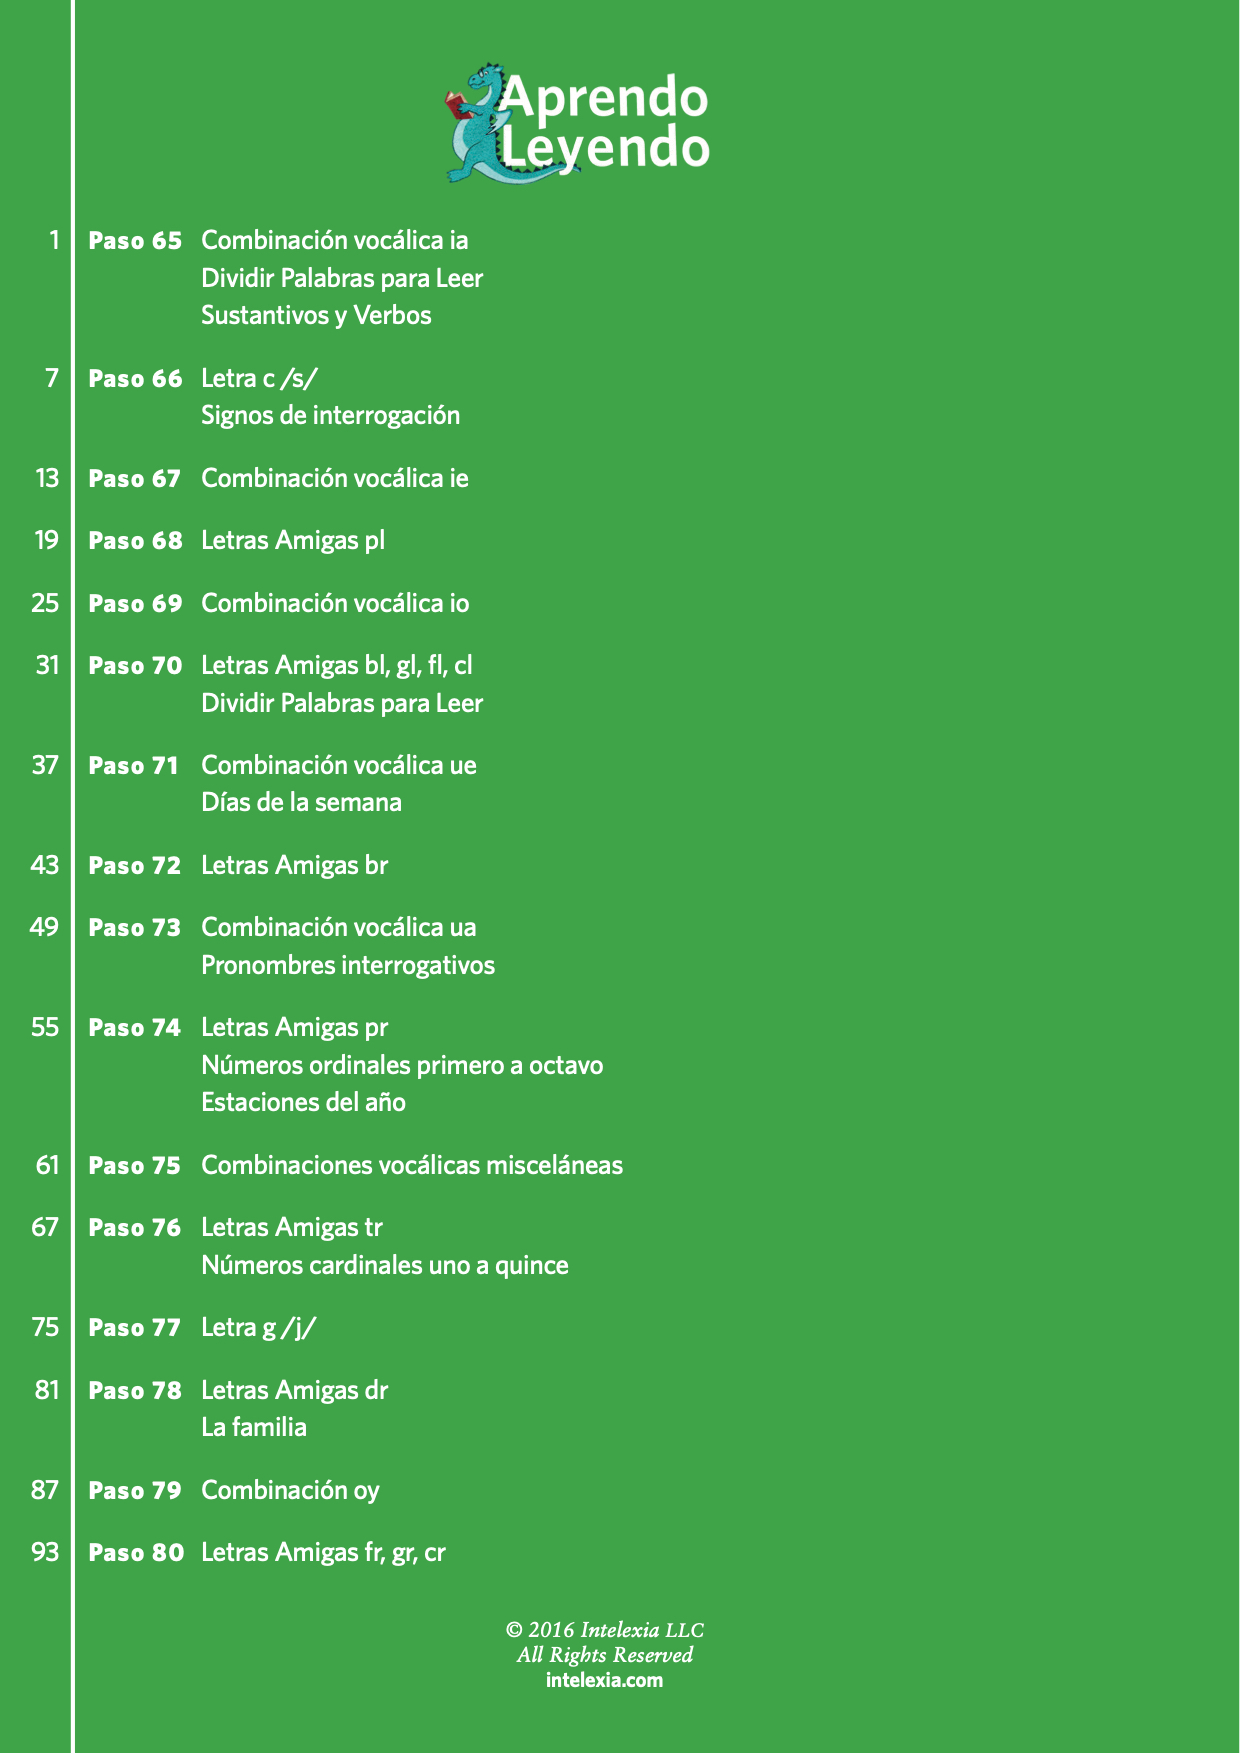 Aprendo
Leyendo
1 Paso 65 Combinación vocálica ia
Dividir Palabras para Leer
Sustantivos y Verbos
7 Paso 66 Letra c /s/
Signos de interrogación
13 Paso 67 Combinación vocálica ie
19 Paso 68 Letras Amigas pl
25 Paso 69 Combinación vocálica io
31 Paso 70 Letras Amigas bl, gl, fl, cl
Dividir Palabras para Leer
37 Paso 71 Combinación vocálica ue
Días de la semana
43 Paso 72 Letras Amigas br
49 Paso 73 Combinación vocálica ua
Pronombres interrogativos
55 Paso 74 Letras Amigas pr
Números ordinales primero a octavo
Estaciones del año
61 Paso 75 Combinaciones vocálicas misceláneas
67 Paso 76 Letras Amigas tr
Números cardinales uno a quince
75 Paso 77 Letra g /j/
81 Paso 78 Letras Amigas dr
La familia
87 Paso 79 Combinación oy
93 Paso 80 Letras Amigas fr, gr, cr
© 2016 Intelexia LLC
All Rights Reserved
intelexia.com